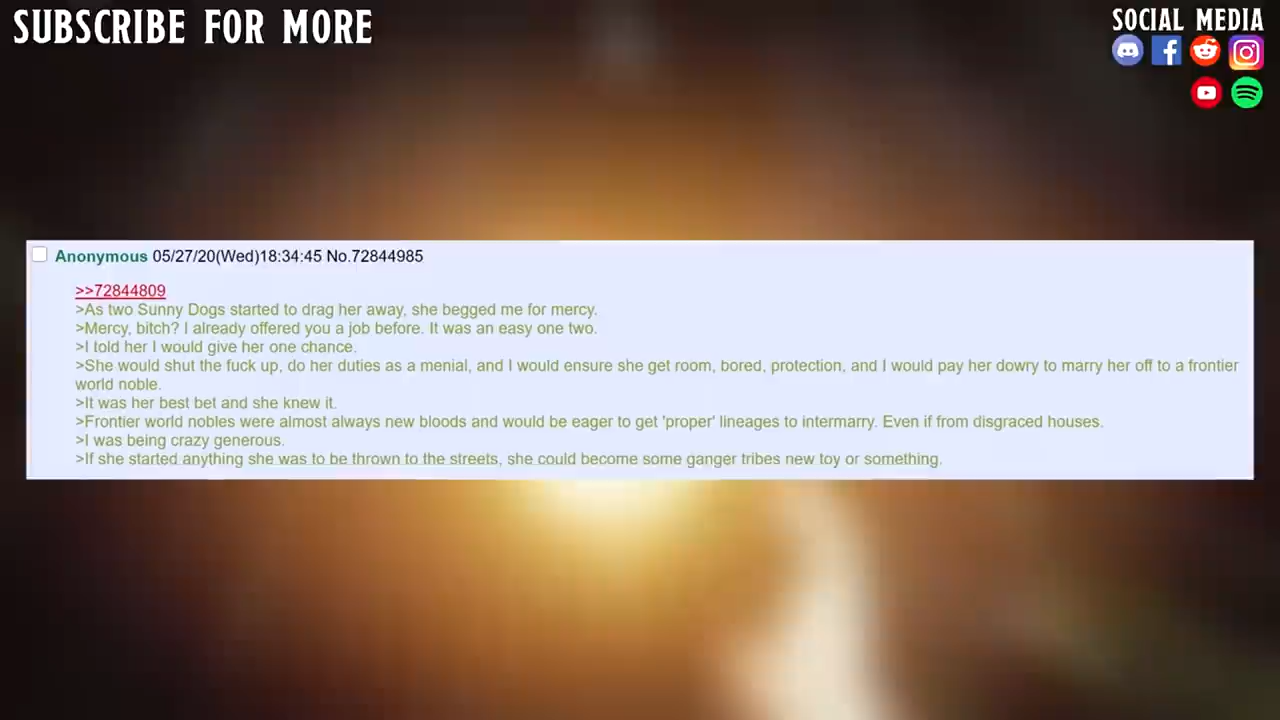 SUBSCRIBE FOR MORE
SOCIAL MEDIA
Anonymous 05/27/20(Wed)18:34:45 No.72844985
>>72844809
>As two Sunny Dogs started to drag her away, she begged me for mercy.
>Mercy, bitch? I already offered you a job before. It was an easy one two.
>I told her I would give her one chance.
>She would shut the fuck up, do her duties as a menial, and I would ensure she get room, bored, protection, and I would pay her dowry to marry her off to a frontier
world noble.
>It was her best bet and she knew it.
>Frontier world nobles were almost always new bloods and would be eager to get 'proper' lineages to intermarry. Even if from disgraced houses.
>I was being crazy generous.
>If she started anything she was to be thrown to the streets, she could become some ganger tribes new toy or something.